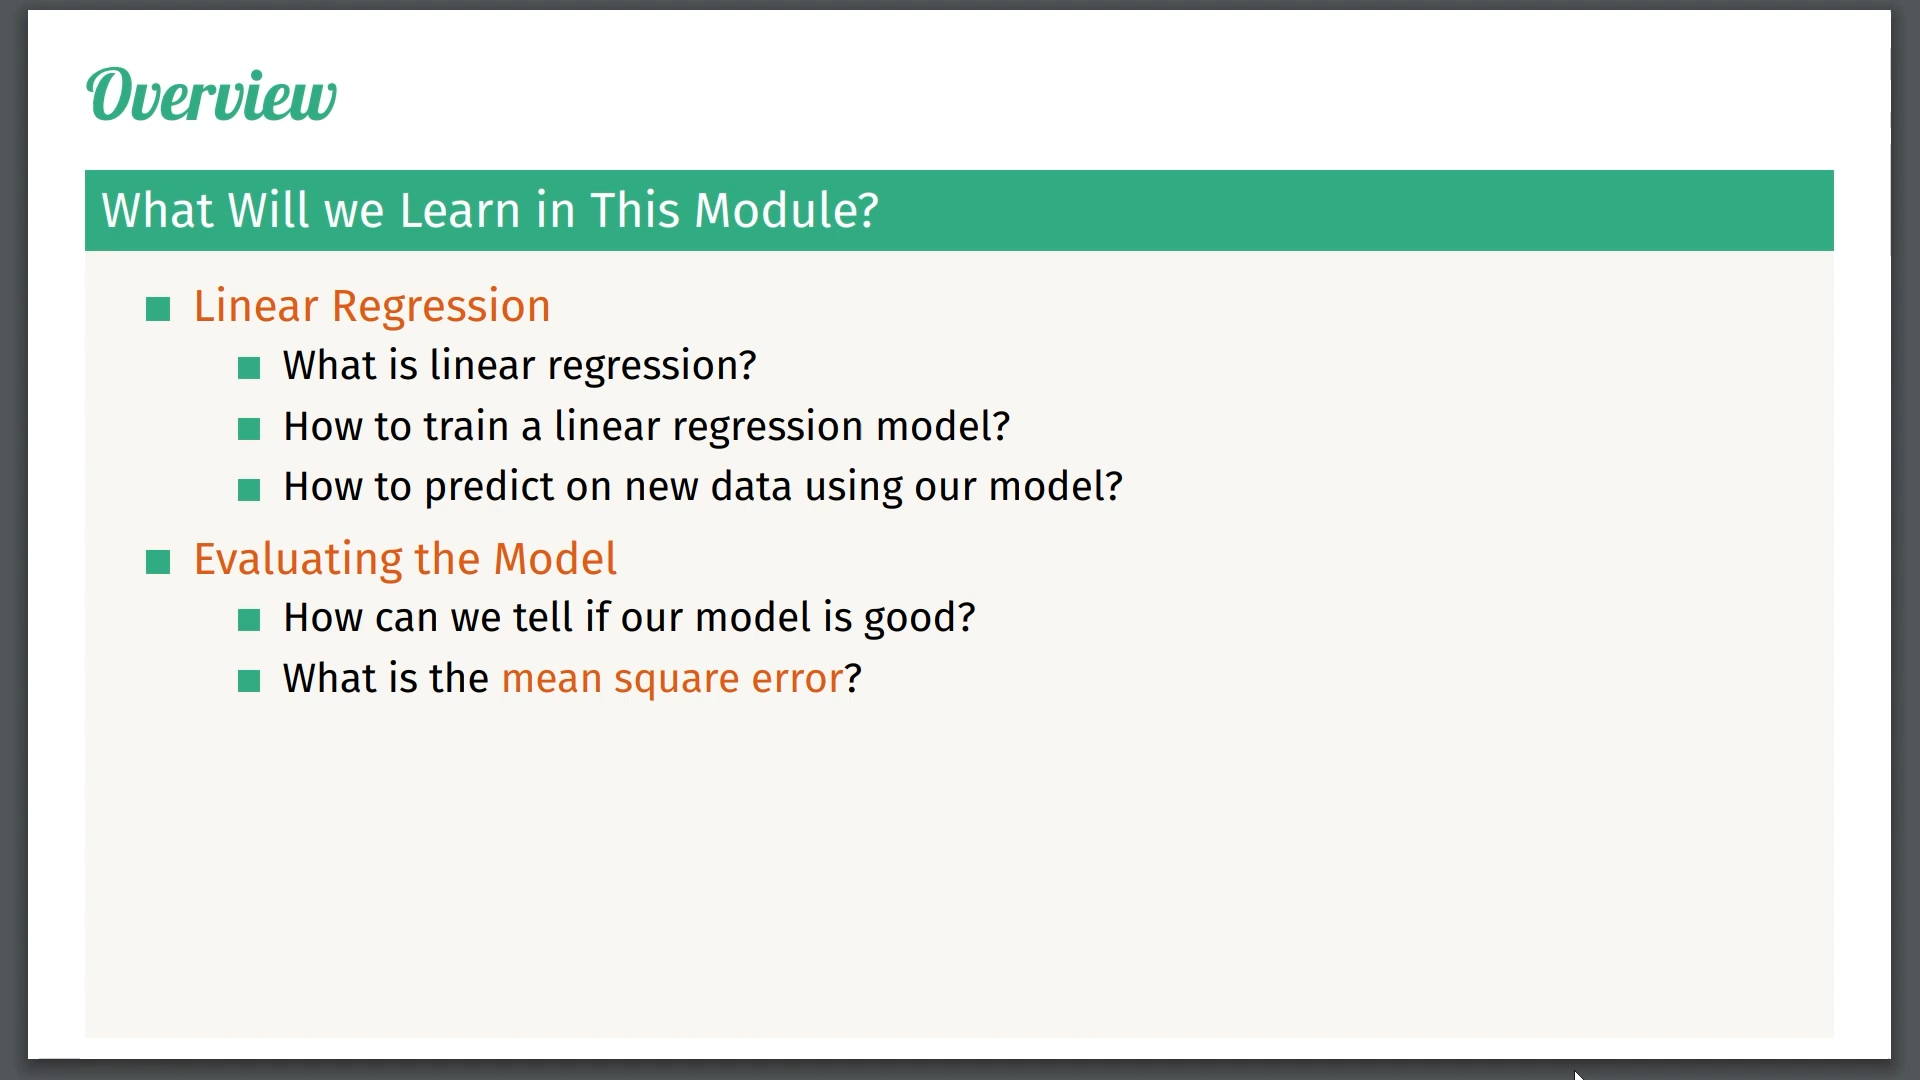 Overview
What Will we Learn in This Module?
Linear Regression
What is linear regression?
How to train a linear regression model?
How to predict on new data using our model?
Evaluating the Model
How can we tell if our model is good?
What is the mean square error?